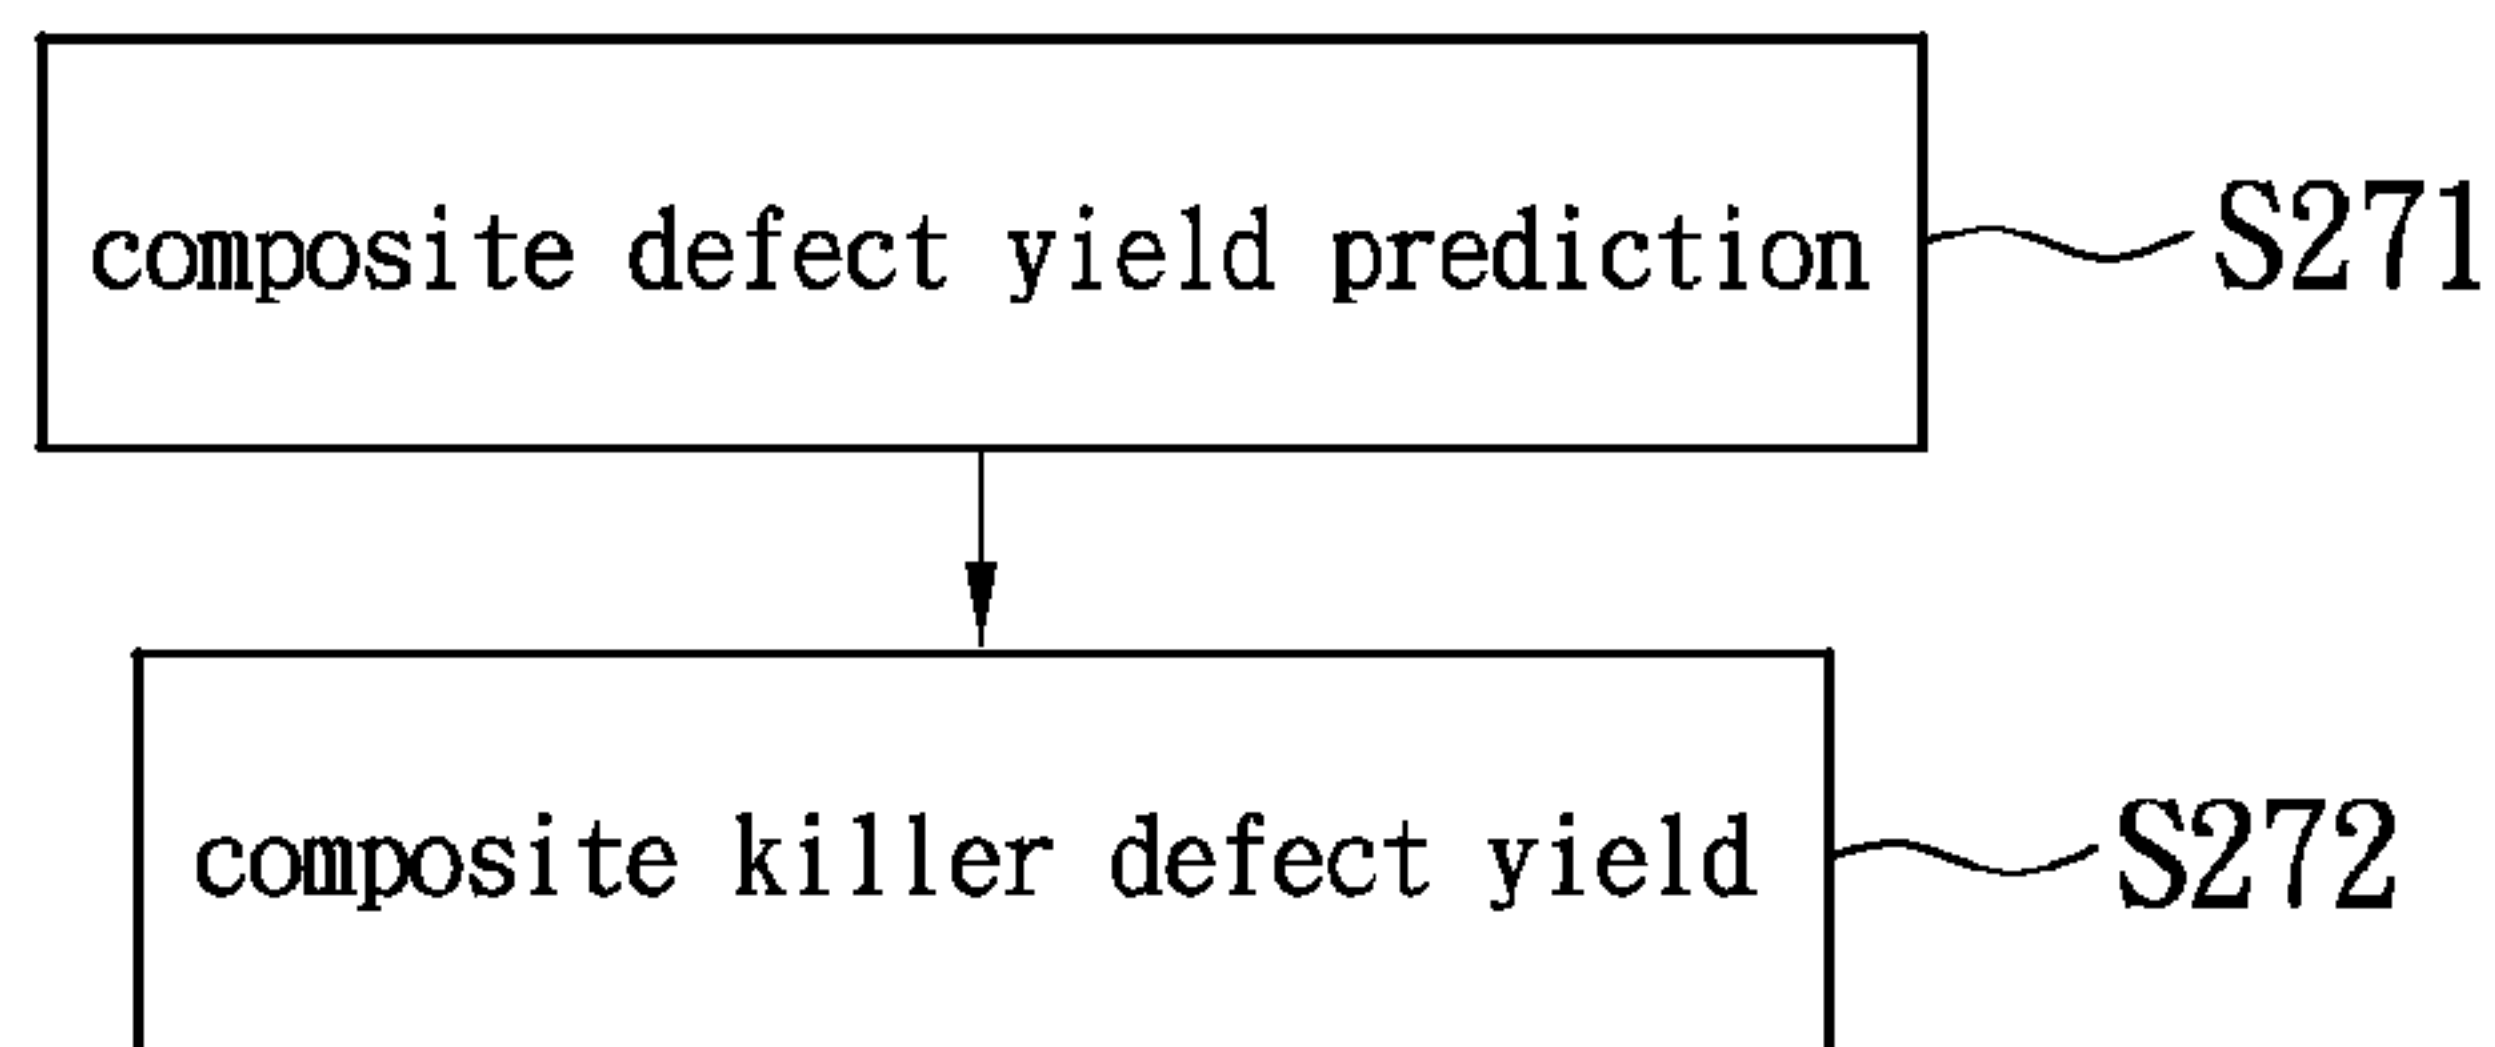 composite defect yield prediction S271
composite killer defect yield S272